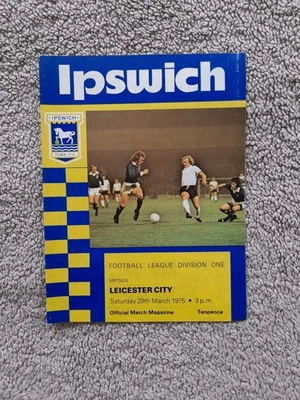 Ipswich
IPSWICH
TOWN F.C.
FOOTBALL LEAGUE DIVISION ONE
versus
LEICESTER CITY
Saturday 29th March 1975 • 3 p.m.
Official Match Magazine Tenpence